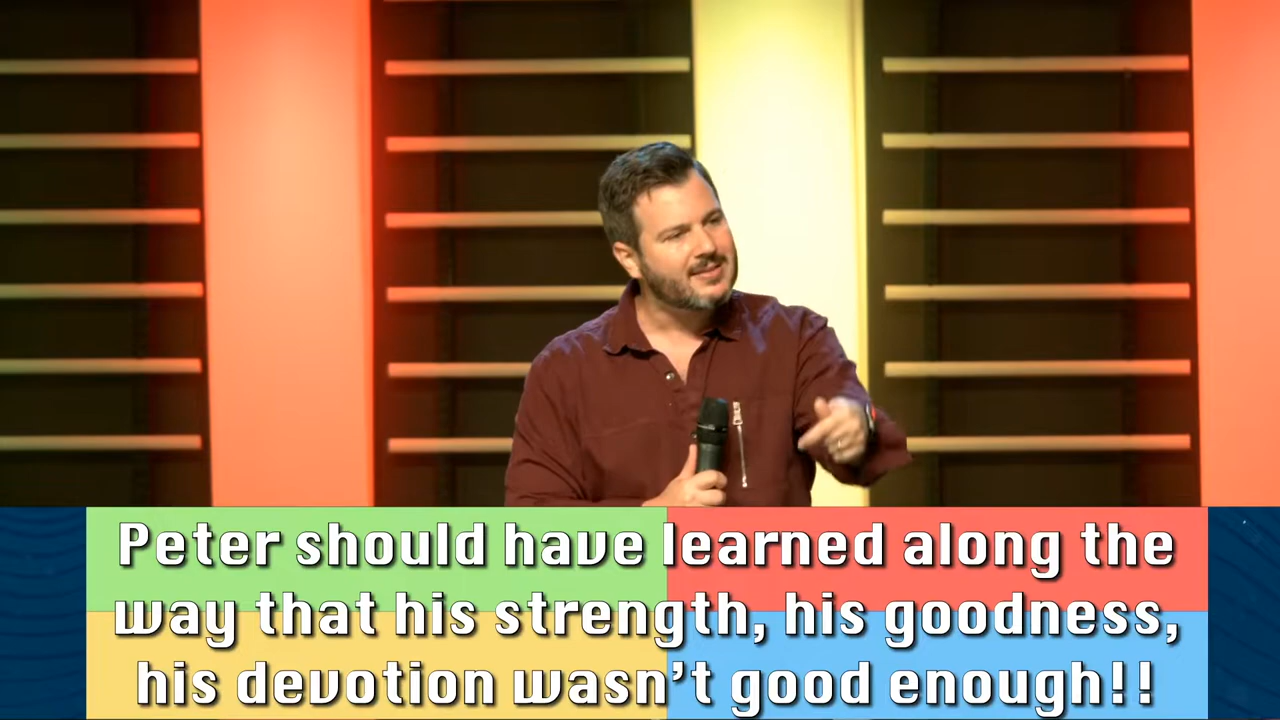 Peter should have learned along the
way that his strength, his goodness,
his devotion wasn't good enough!!